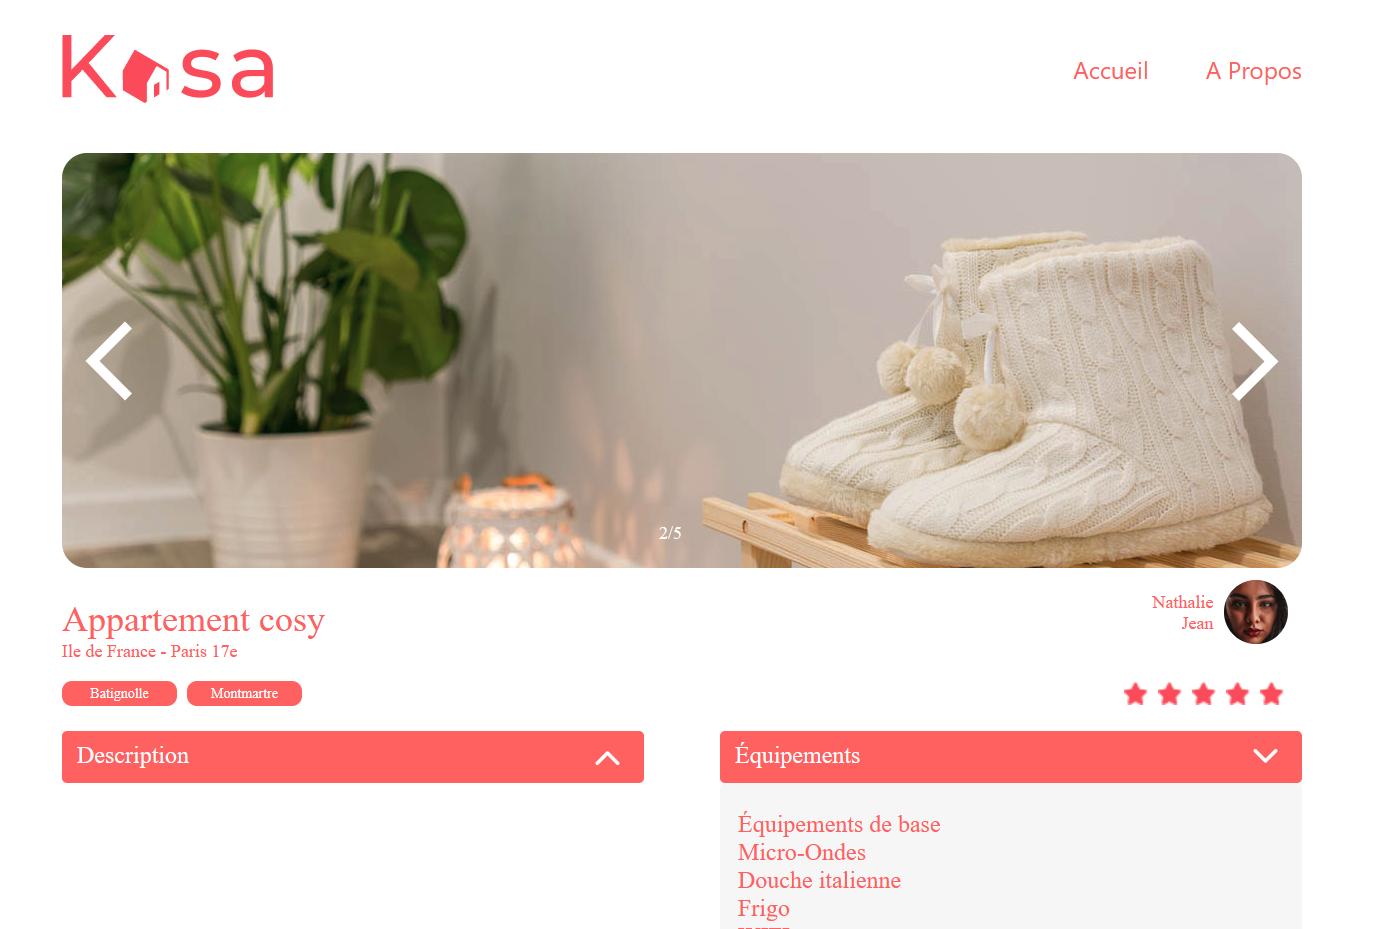 Kasa
Accueil
A Propos
2/5
Appartement cosy
Ile de France - Paris 17e
Batignolle
Montmartre
Nathalie
Jean
Description
Équipements
Équipements de base
Micro-Ondes
Douche italienne
Frigo